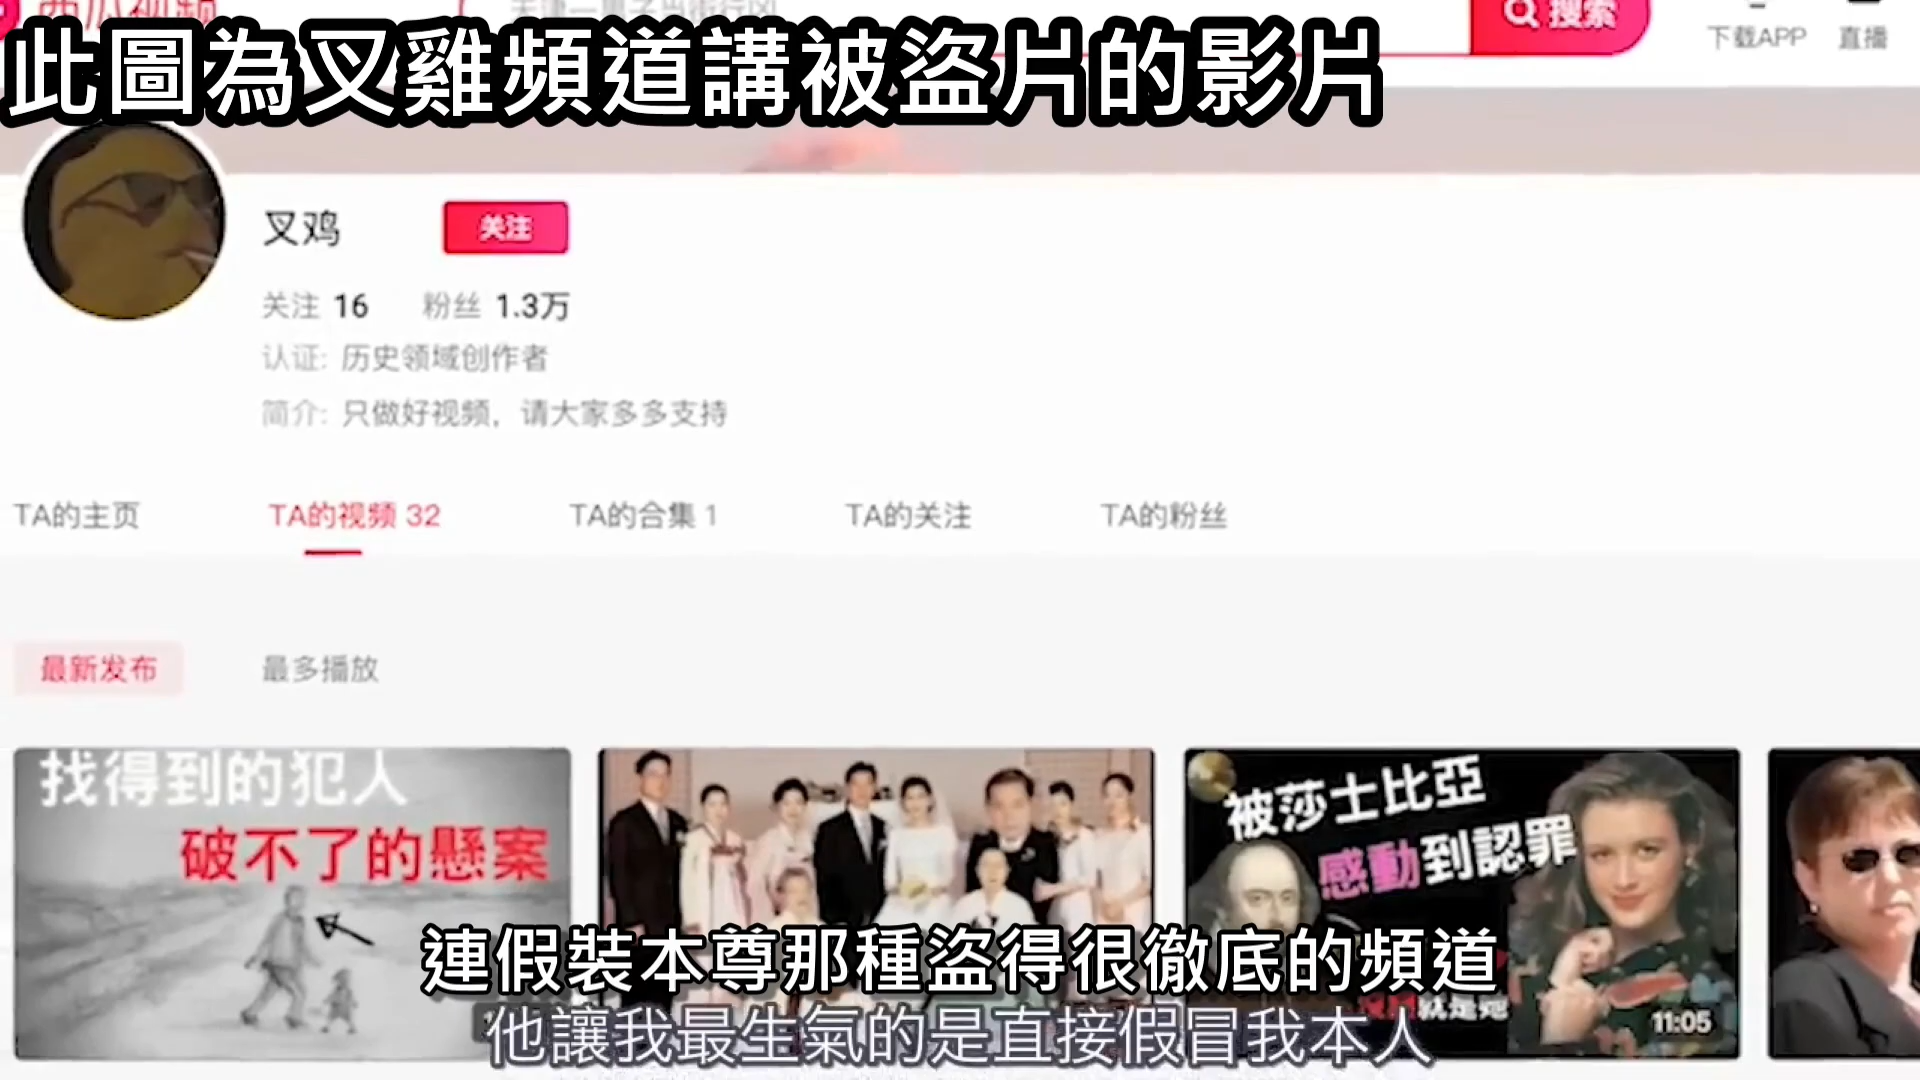 西瓜视频
搜索
下载APP 直播
此圖為叉雞頻道講被盜片的影片
叉鸡 关注
关注 16 粉丝 1.3万
认证: 历史领域创作者
简介: 只做好视频，请大家多多支持
TA的主页 TA的视频 32 TA的合集 1 TA的关注 TA的粉丝
最新发布 最多播放
找得到的犯人
破不了的懸案
被莎士比亞
感動到認罪
就是她
11:05
連假裝本尊那種盜得很徹底的頻道
他讓我最生氣的是直接假冒我本人